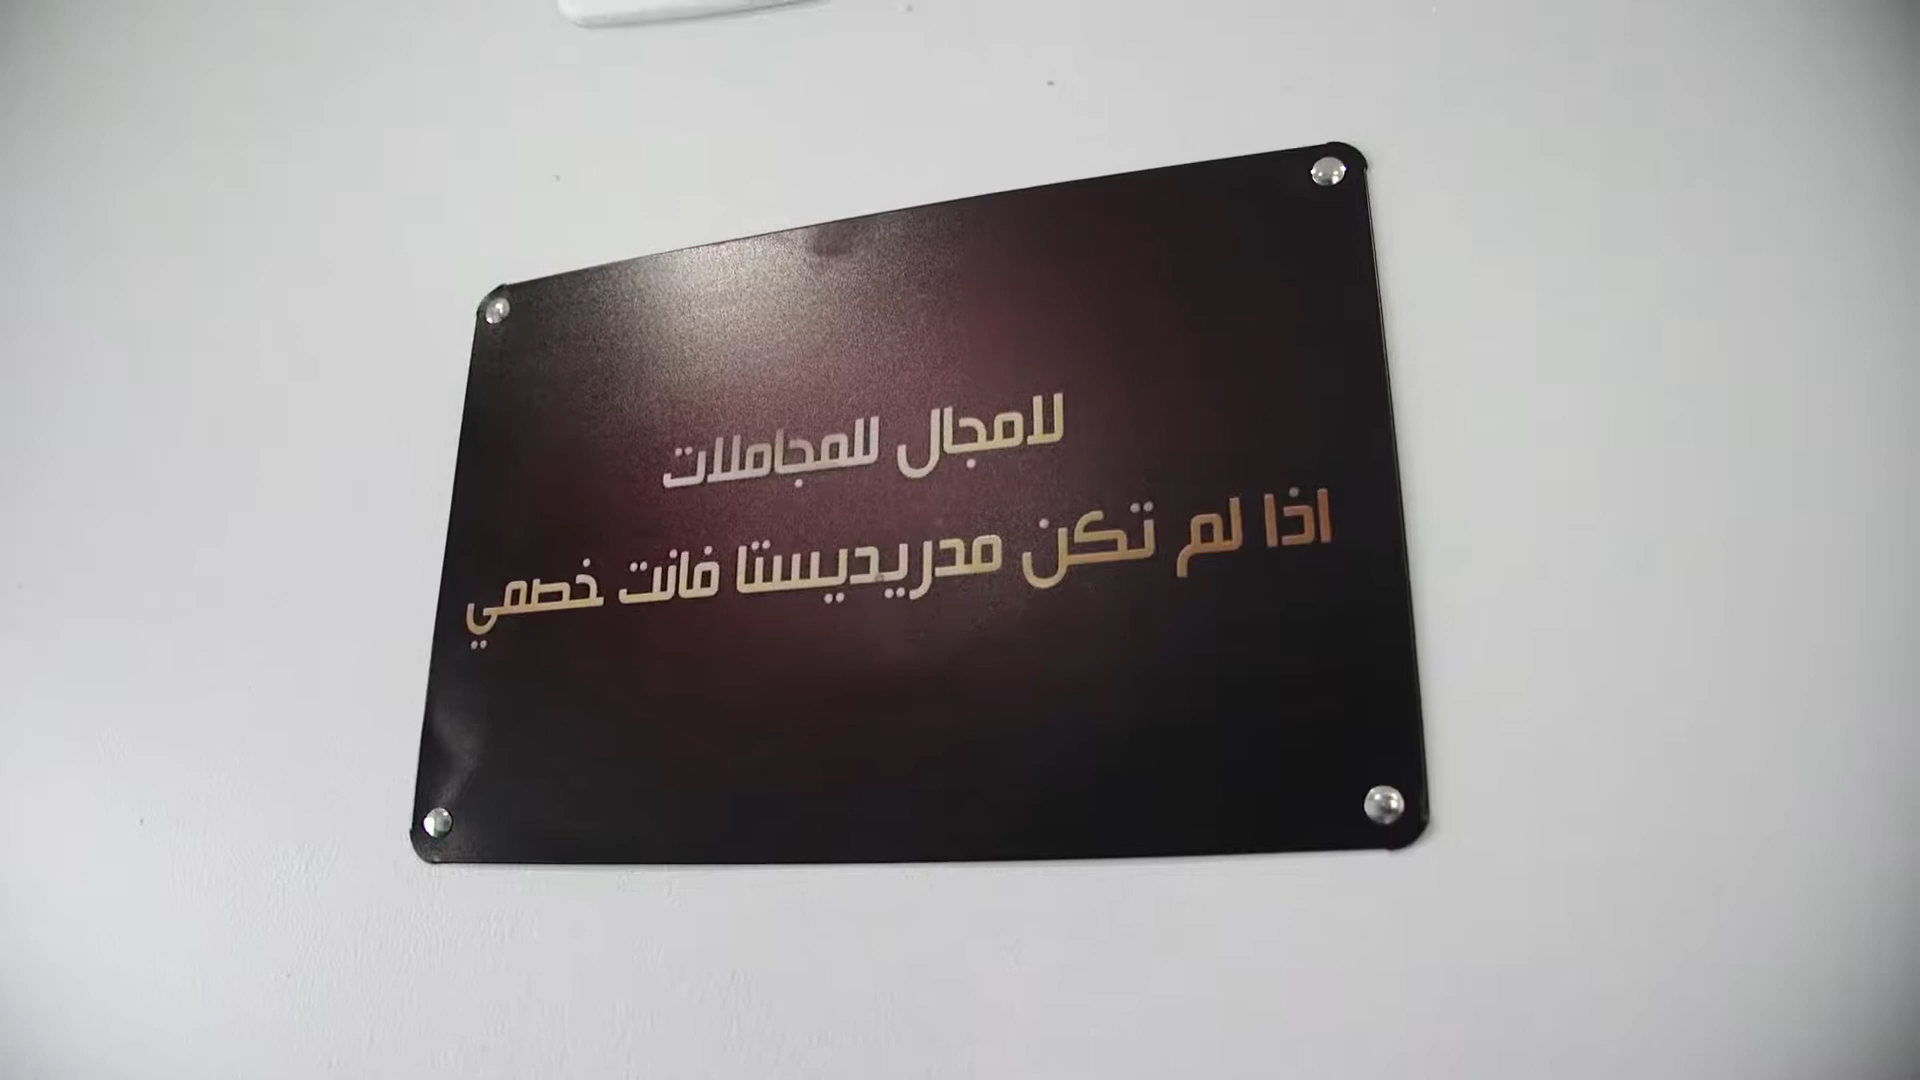 لامجال للمجاملات
اذا لم تكن مدريديستا فانت خصمي